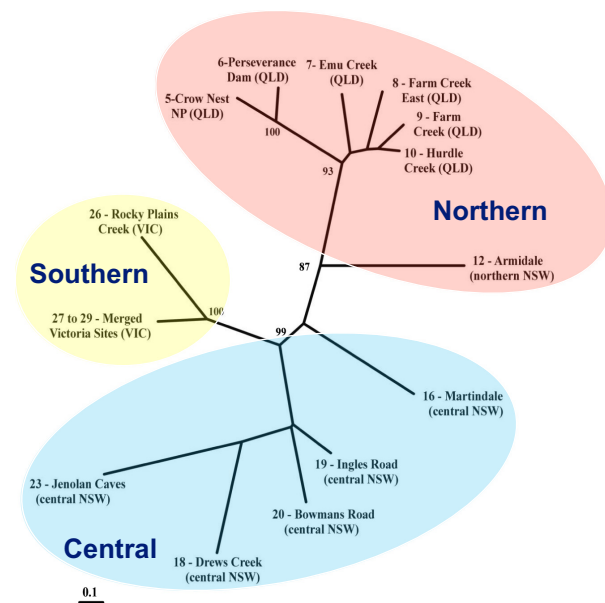 6-Perseverance
Dam (QLD)
7- Emu Creek
(QLD)
8 - Farm Creek
East (QLD)
5-Crow Nest
NP (QLD)
9 - Farm
Creek (QLD)
100
10 - Hurdle
Creek (QLD)
93
Northern
26 - Rocky Plains
Creek (VIC)
Southern
87
12 - Armidale
(northern NSW)
27 to 29 - Merged
Victoria Sites (VIC)
100
99
16 - Martindale
(central NSW)
19 - Ingles Road
(central NSW)
23 - Jenolan Caves
(central NSW)
20 - Bowmans Road
(central NSW)
Central
18 - Drews Creek
(central NSW)
0.1